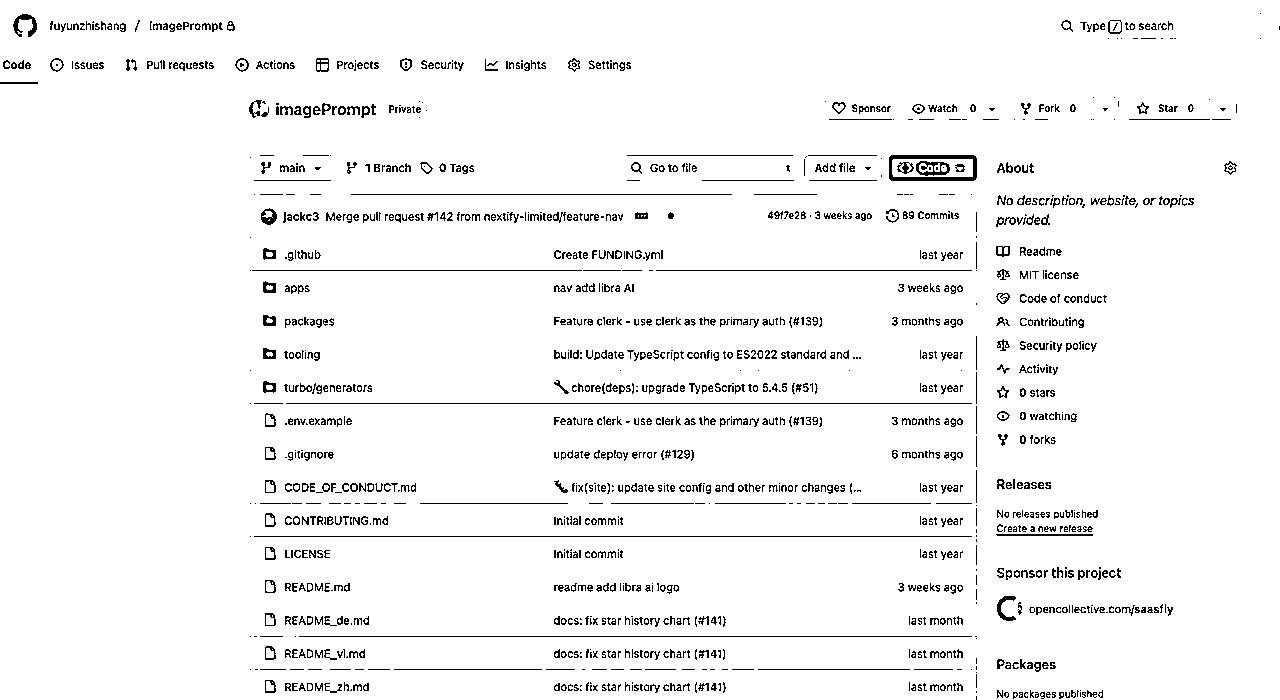 fuyunzhishang / imagePrompt
Type / to search
Code Issues Pull requests Actions Projects Security Insights Settings
imagePrompt Private
Sponsor Watch 0 Fork 0 Star 0
main 1 Branch 0 Tags Go to file t Add file Code
About
No description, website, or topics provided.
jackc3 Merge pull request #142 from nextify-limited/feature-nav 49f7e28 · 3 weeks ago 89 Commits
.github Create FUNDING.yml last year
apps nav add libra AI 3 weeks ago
packages Feature clerk - use clerk as the primary auth (#139) 3 months ago
tooling build: Update TypeScript config to ES2022 standard and ... last year
turbo/generators chore(deps): upgrade TypeScript to 5.4.5 (#51) last year
.env.example Feature clerk - use clerk as the primary auth (#139) 3 months ago
.gitignore update deploy error (#129) 6 months ago
CODE_OF_CONDUCT.md fix(site): update site config and other minor changes (... last year
CONTRIBUTING.md Initial commit last year
LICENSE Initial commit last year
README.md readme add libra ai logo 3 weeks ago
README_de.md docs: fix star history chart (#141) last month
README_vi.md docs: fix star history chart (#141) last month
README_zh.md docs: fix star history chart (#141) last month
Readme
MIT license
Code of conduct
Contributing
Security policy
Activity
0 stars
0 watching
0 forks
Releases
No releases published
Create a new release
Sponsor this project
opencollective.com/saasfly
Packages
No packages published